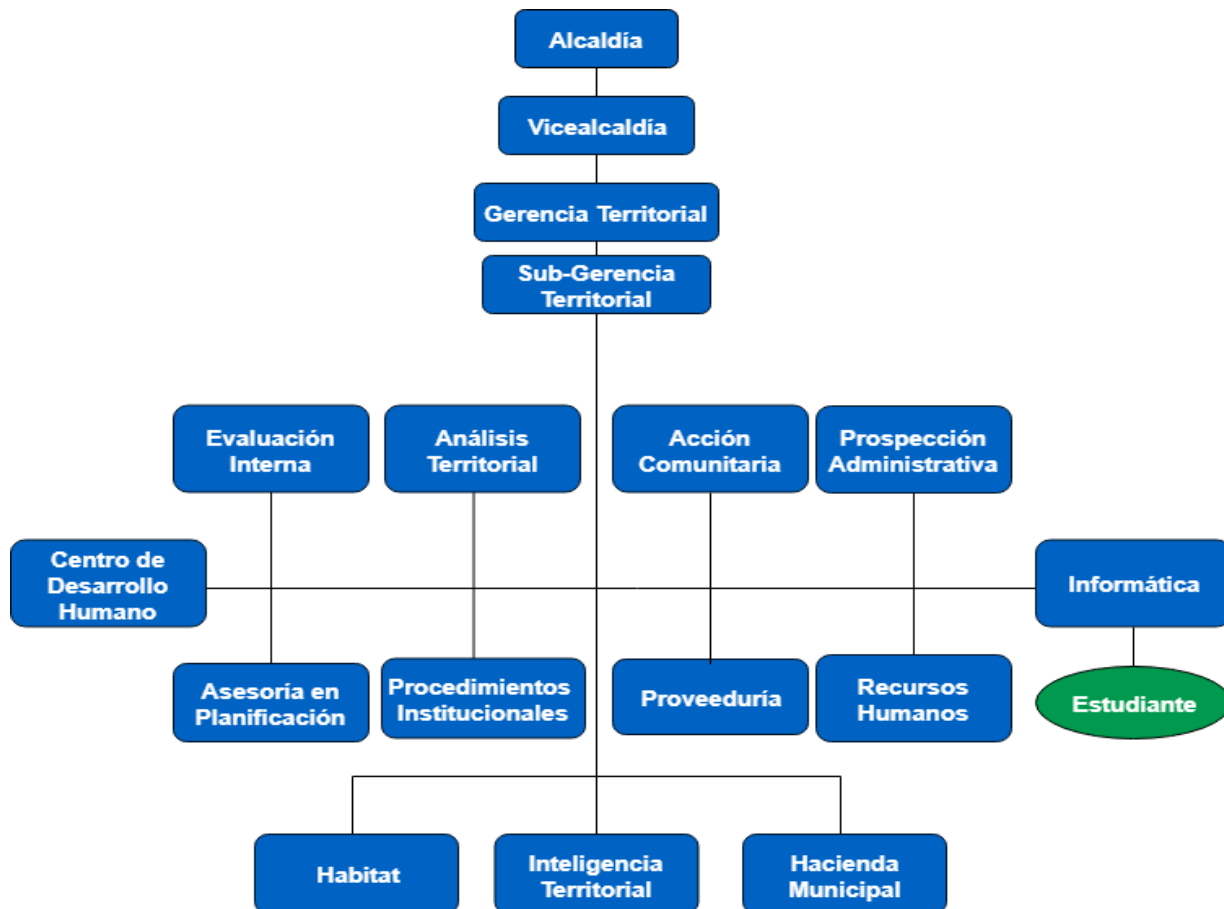 Alcaldía
Vicealcaldía
Gerencia Territorial
Sub-Gerencia
Territorial
Evaluación
Interna
Análisis
Territorial
Acción
Comunitaria
Prospección
Administrativa
Centro de
Desarrollo
Humano
Informática
Asesoría en
Planificación
Procedimientos
Institucionales
Proveeduría
Recursos
Humanos
Estudiante
Habitat
Inteligencia
Territorial
Hacienda
Municipal